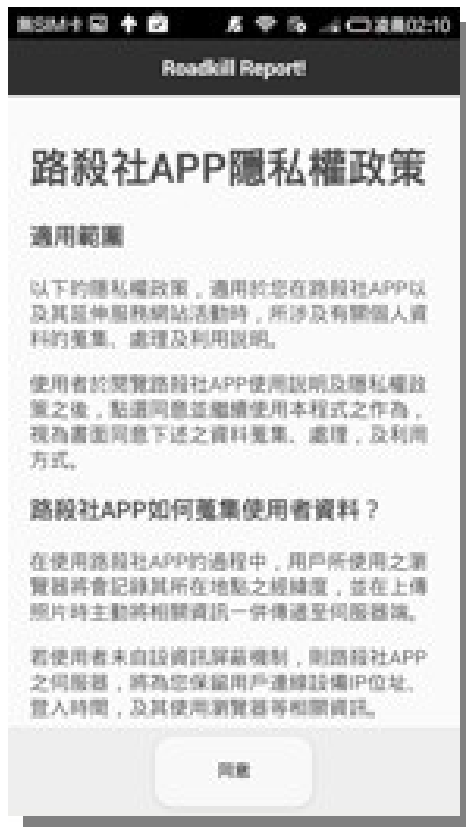 無SIM卡 凌晨02:10
Roadkill Report!
路殺社APP隱私權政策
適用範圍
以下的隱私權政策，適用於您在路殺社APP以
及其延伸服務網站活動時，所涉及有關個人資
料的蒐集、處理及利用說明。
使用者於閱覽路殺社APP使用說明及隱私權政
策之後，點選同意並繼續使用本程式之作為，
視為書面同意下述之資料蒐集、處理，及利用
方式。
路殺社APP如何蒐集使用者資料？
在使用路殺社APP的過程中，用戶所使用之瀏
覽器將會記錄其所在地點之經緯度，並在上傳
照片時主動將相關資訊一併傳遞至伺服器端。
若使用者未自設資訊屏蔽機制，則路殺社APP
之伺服器，將為您保留用戶連線設備IP位址、
登入時間，及其使用瀏覽器等相關資訊。
同意